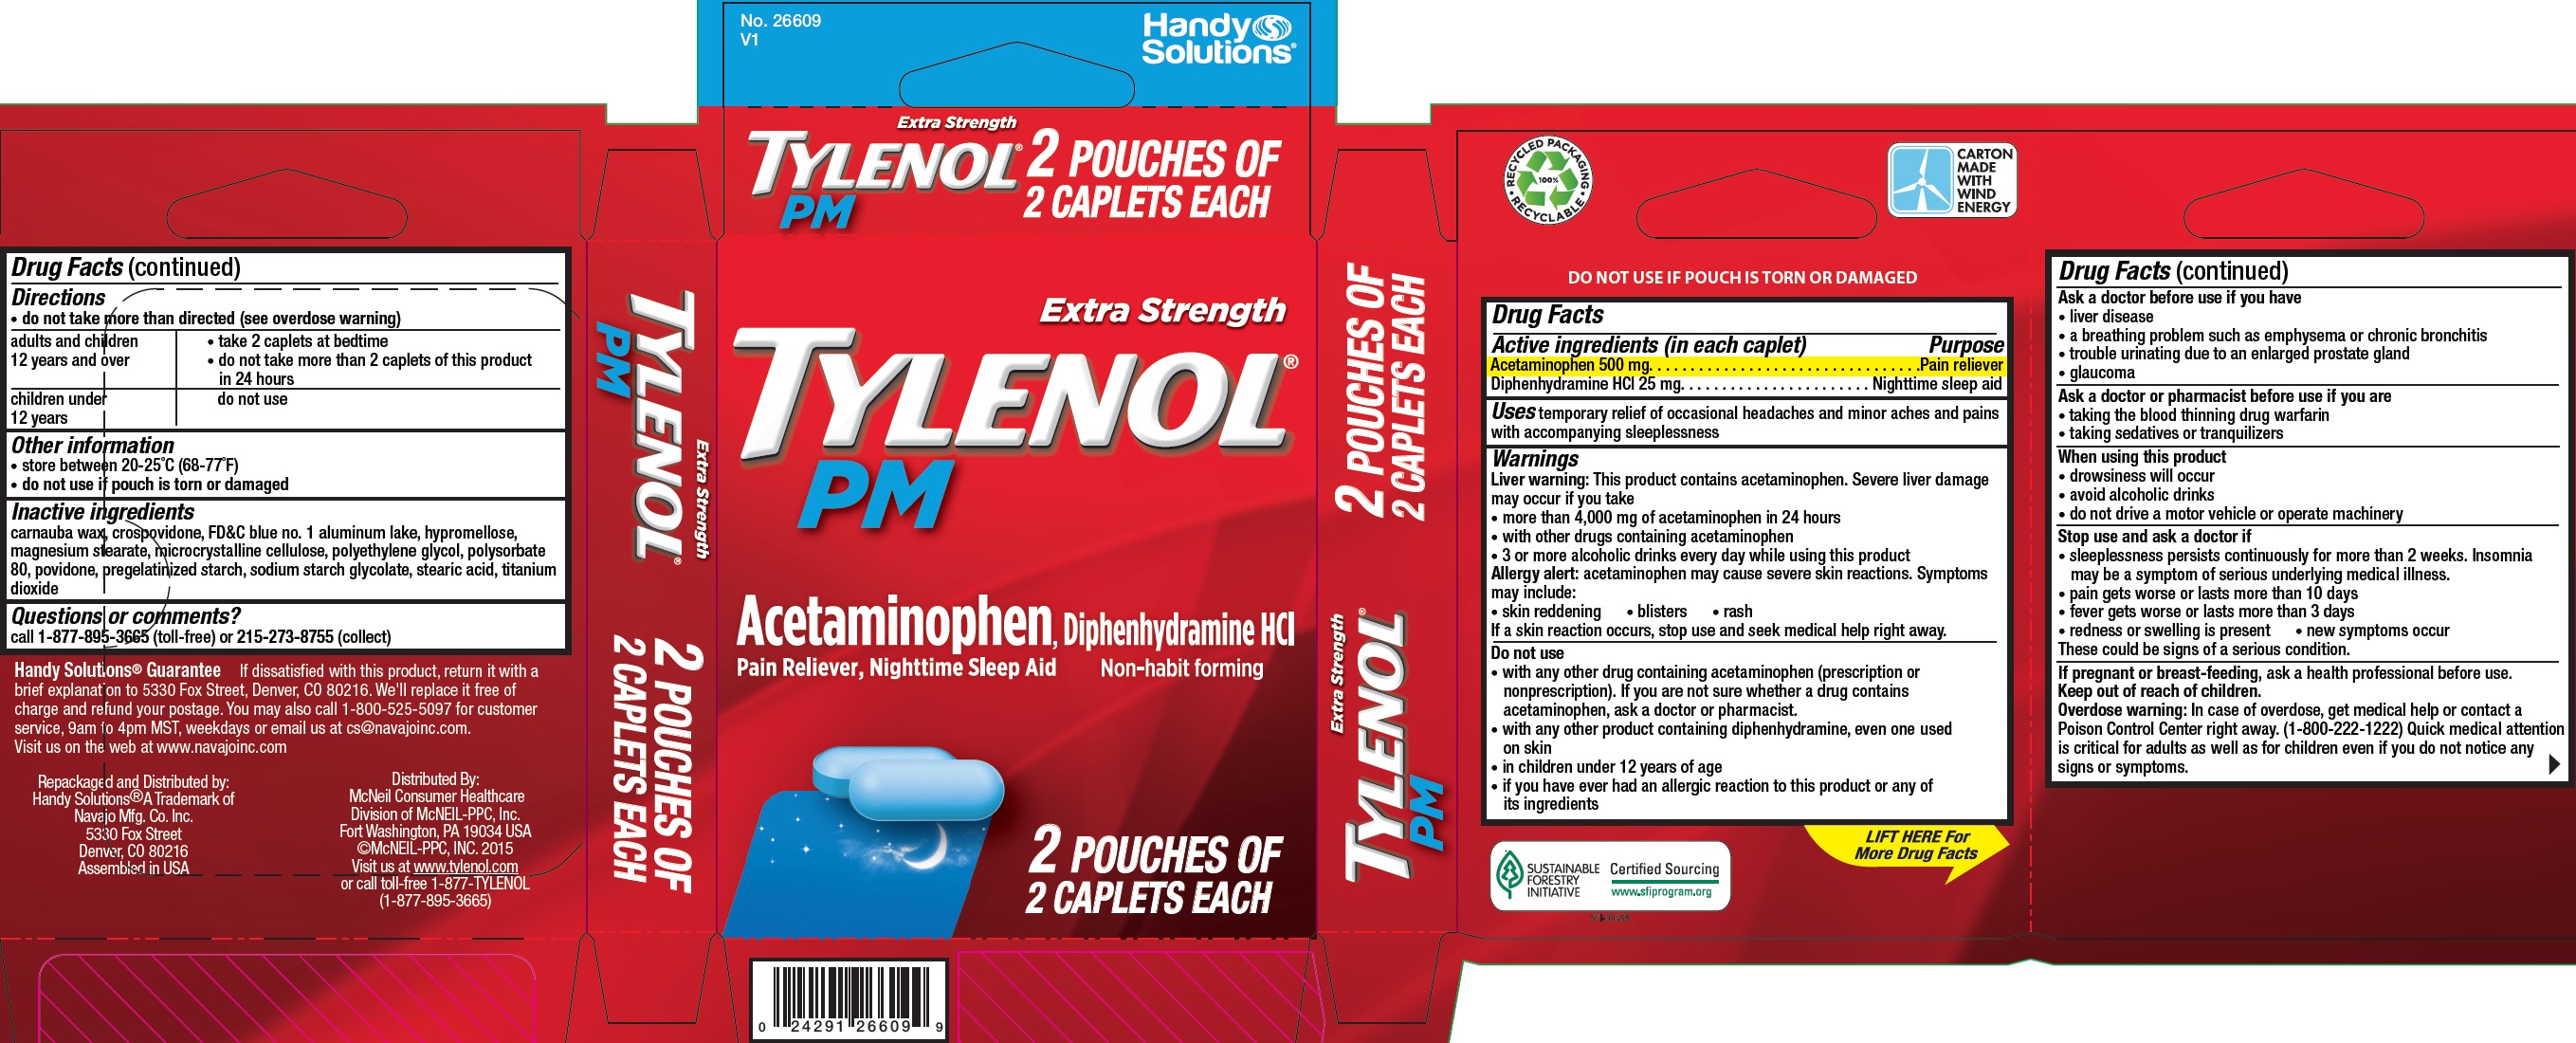 No. 26609
V1
Handy
Solutions®
Extra Strength
TYLENOL®
PM
2 POUCHES OF
2 CAPLETS EACH
Drug Facts (continued)
Directions
• do not take more than directed (see overdose warning)
adults and children
12 years and over
• take 2 caplets at bedtime
• do not take more than 2 caplets of this product
in 24 hours
children under
12 years
do not use
Other information
• store between 20-25°C (68-77°F)
• do not use if pouch is torn or damaged
Inactive ingredients
carnauba wax, crospovidone, FD&C blue no. 1 aluminum lake, hypromellose,
magnesium stearate, microcrystalline cellulose, polyethylene glycol, polysorbate
80, povidone, pregelatinized starch, sodium starch glycolate, stearic acid, titanium
dioxide
Questions or comments?
call 1-877-895-3665 (toll-free) or 215-273-8755 (collect)
Handy Solutions® Guarantee If dissatisfied with this product, return it with a
brief explanation to 5330 Fox Street, Denver, CO 80216. We'll replace it free of
charge and refund your postage. You may also call 1-800-525-5097 for customer
service, 9am to 4pm MST, weekdays or email us at cs@navajoinc.com.
Visit us on the web at www.navajoinc.com
Repackaged and Distributed by:
Handy Solutions®A Trademark of
Navajo Mfg. Co. Inc.
5330 Fox Street
Denver, CO 80216
Assembled in USA
Distributed By:
McNeil Consumer Healthcare
Division of McNEIL-PPC, Inc.
Fort Washington, PA 19034 USA
©McNEIL-PPC, INC. 2015
Visit us at www.tylenol.com
or call toll-free 1-877-TYLENOL
(1-877-895-3665)
Extra Strength
TYLENOL®
PM
2 POUCHES OF
2 CAPLETS EACH
Extra Strength
TYLENOL®
PM
Acetaminophen, Diphenhydramine HCl
Pain Reliever, Nighttime Sleep Aid Non-habit forming
2 POUCHES OF
2 CAPLETS EACH
0 24291 26609 9
2 POUCHES OF
2 CAPLETS EACH
Extra Strength
TYLENOL®
PM
• RECYCLED PACKAGING •
100%
RECYCLABLE
CARTON
MADE
WITH
WIND
ENERGY
DO NOT USE IF POUCH IS TORN OR DAMAGED
Drug Facts
Active ingredients (in each caplet) Purpose
Acetaminophen 500 mg. . . . . . . . . . . . . . . . . . . . . . . . . . . . . . .Pain reliever
Diphenhydramine HCl 25 mg. . . . . . . . . . . . . . . . . . . . . . Nighttime sleep aid
Uses temporary relief of occasional headaches and minor aches and pains
with accompanying sleeplessness
Warnings
Liver warning: This product contains acetaminophen. Severe liver damage
may occur if you take
• more than 4,000 mg of acetaminophen in 24 hours
• with other drugs containing acetaminophen
• 3 or more alcoholic drinks every day while using this product
Allergy alert: acetaminophen may cause severe skin reactions. Symptoms
may include:
• skin reddening • blisters • rash
If a skin reaction occurs, stop use and seek medical help right away.
Do not use
• with any other drug containing acetaminophen (prescription or
nonprescription). If you are not sure whether a drug contains
acetaminophen, ask a doctor or pharmacist.
• with any other product containing diphenhydramine, even one used
on skin
• in children under 12 years of age
• if you have ever had an allergic reaction to this product or any of
its ingredients
LIFT HERE For
More Drug Facts
SUSTAINABLE
FORESTRY
INITIATIVE
Certified Sourcing
www.sfiprogram.org
Drug Facts (continued)
Ask a doctor before use if you have
• liver disease
• a breathing problem such as emphysema or chronic bronchitis
• trouble urinating due to an enlarged prostate gland
• glaucoma
Ask a doctor or pharmacist before use if you are
• taking the blood thinning drug warfarin
• taking sedatives or tranquilizers
When using this product
• drowsiness will occur
• avoid alcoholic drinks
• do not drive a motor vehicle or operate machinery
Stop use and ask a doctor if
• sleeplessness persists continuously for more than 2 weeks. Insomnia
may be a symptom of serious underlying medical illness.
• pain gets worse or lasts more than 10 days
• fever gets worse or lasts more than 3 days
• redness or swelling is present • new symptoms occur
These could be signs of a serious condition.
If pregnant or breast-feeding, ask a health professional before use.
Keep out of reach of children.
Overdose warning: In case of overdose, get medical help or contact a
Poison Control Center right away. (1-800-222-1222) Quick medical attention
is critical for adults as well as for children even if you do not notice any
signs or symptoms.